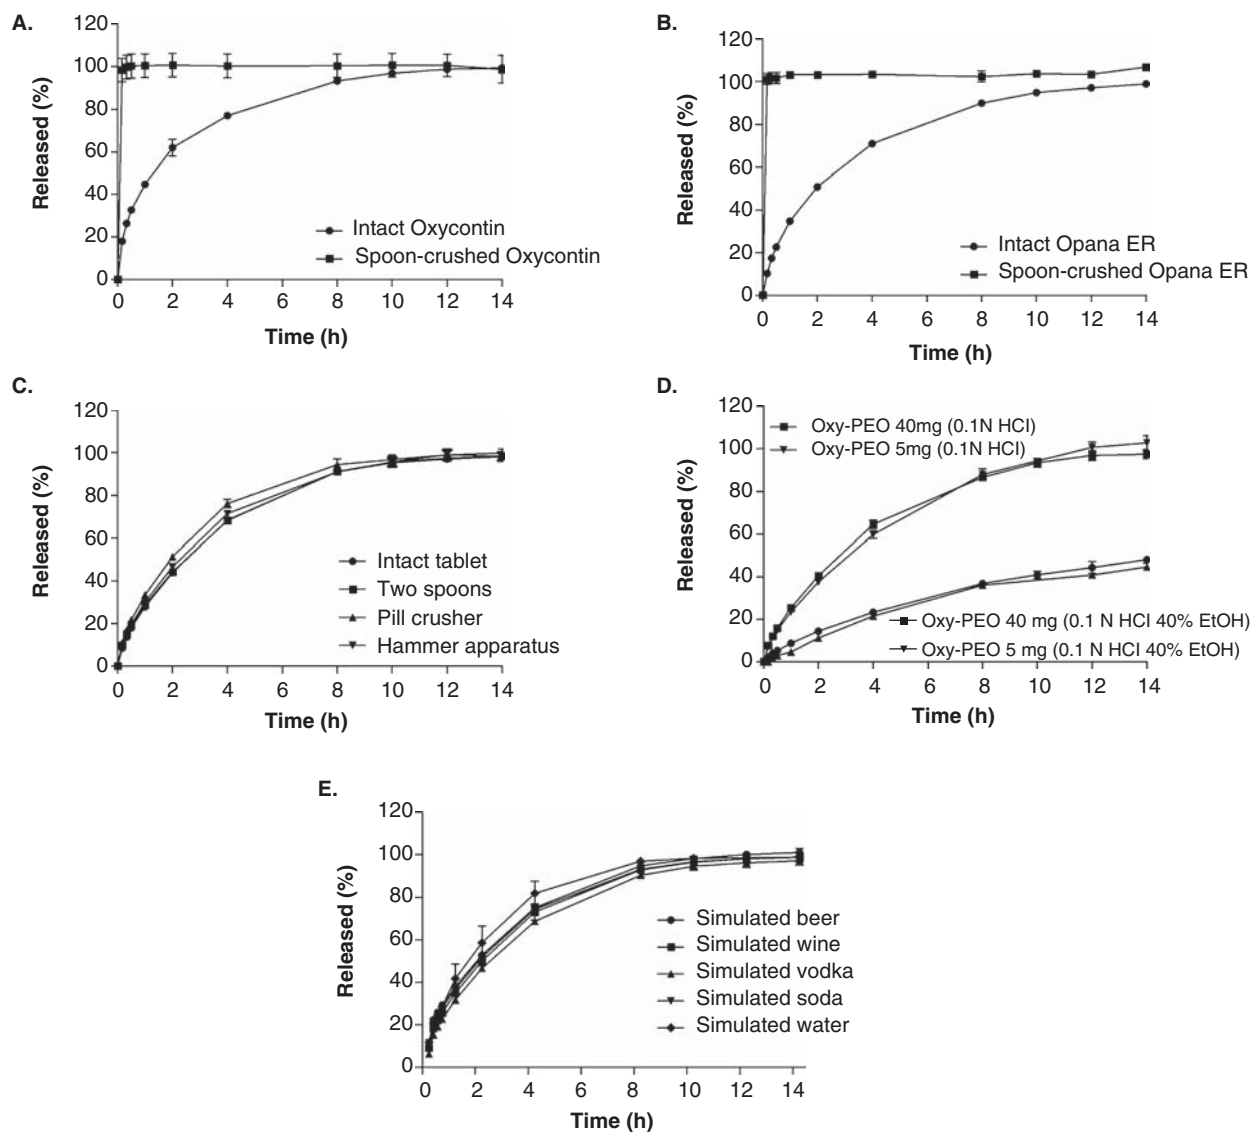 A.
120
100
80
60
40
20
0
Released (%)
Intact Oxycontin
Spoon-crushed Oxycontin
0 2 4 6 8 10 12 14
Time (h)
B.
120
100
80
60
40
20
0
Released (%)
Intact Opana ER
Spoon-crushed Opana ER
0 2 4 6 8 10 12 14
Time (h)
C.
120
100
80
60
40
20
0
Released (%)
Intact tablet
Two spoons
Pill crusher
Hammer apparatus
0 2 4 6 8 10 12 14
Time (h)
D.
120
100
80
60
40
20
0
Released (%)
Oxy-PEO 40mg (0.1N HCl)
Oxy-PEO 5mg (0.1N HCl)
Oxy-PEO 40 mg (0.1 N HCl 40% EtOH)
Oxy-PEO 5 mg (0.1 N HCl 40% EtOH)
0 2 4 6 8 10 12 14
Time (h)
E.
120
100
80
60
40
20
0
Released (%)
Simulated beer
Simulated wine
Simulated vodka
Simulated soda
Simulated water
0 2 4 6 8 10 12 14
Time (h)